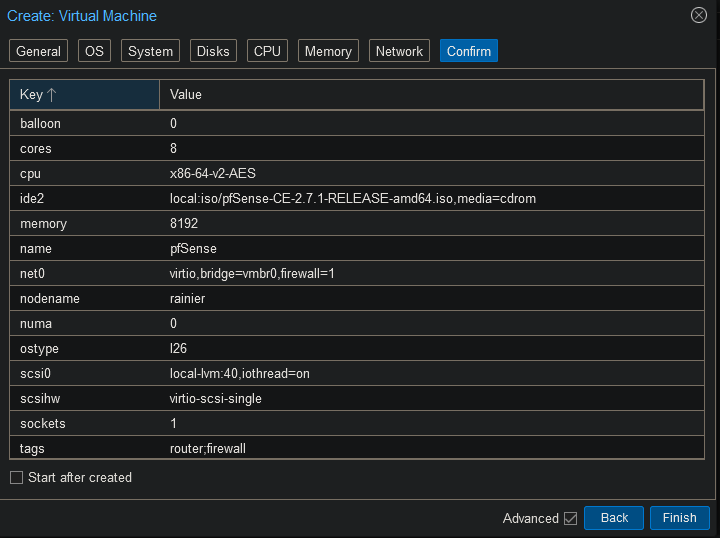 Create: Virtual Machine
General OS System Disks CPU Memory Network Confirm
Key ↑ Value
balloon 0
cores 8
cpu x86-64-v2-AES
ide2 local:iso/pfSense-CE-2.7.1-RELEASE-amd64.iso,media=cdrom
memory 8192
name pfSense
net0 virtio,bridge=vmbr0,firewall=1
nodename rainier
numa 0
ostype l26
scsi0 local-lvm:40,iothread=on
scsihw virtio-scsi-single
sockets 1
tags router;firewall
Start after created
Advanced Back Finish